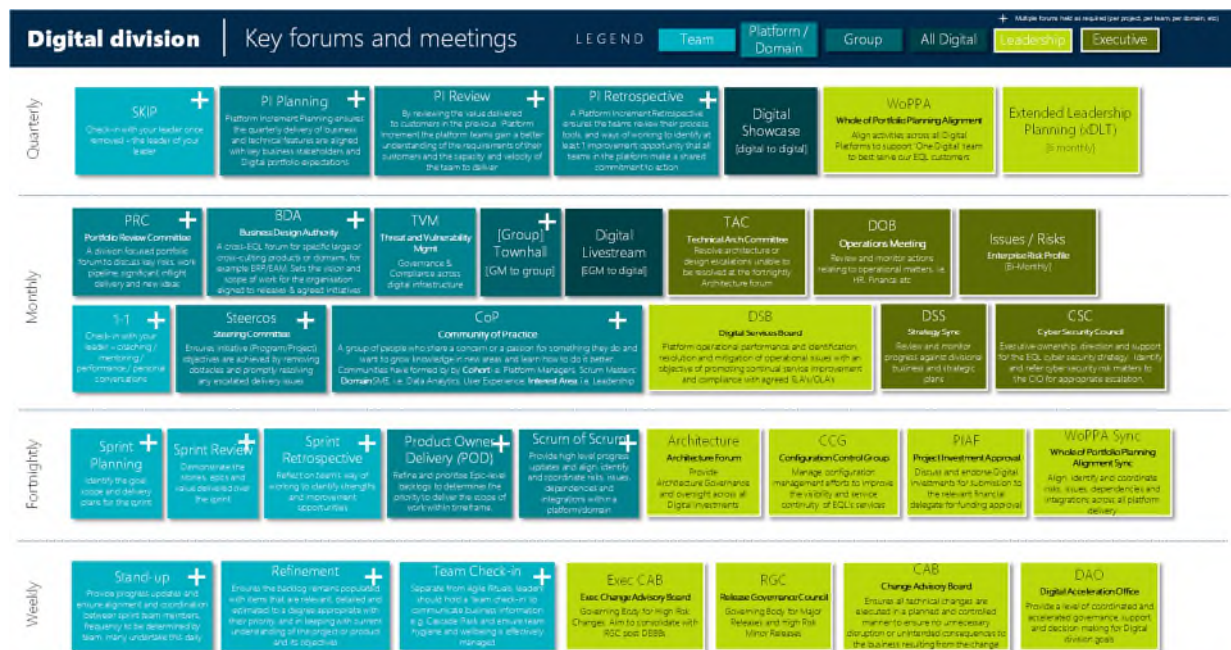 Multiple forums held as required (per project, per team, per domain, etc)
Digital division
Key forums and meetings
LEGEND
Team
Platform /
Domain
Group
All Digital
Leadership
Executive
Quarterly
SKIP
Check-in with your leader once
removed – the leader of your
leader
PI Planning
Platform Increment Planning ensures
the quarterly delivery of business
and technical features are aligned
with key business stakeholders and
Digital portfolio expectations
PI Review
By reviewing the value delivered
to customers in the previous Platform
Increment the platform teams gain a better
understanding of the requirements of their
customers and the capacity and velocity of
the team to deliver
PI Retrospective
A Platform Increment Retrospective
ensures the teams review their process
tools, and ways of working to identify at
least 1 improvement opportunity that all
teams in the platform make a shared
commitment to action
Digital
Showcase
[digital to digital]
WoPPA
Whole of Portfolio Planning Alignment
Align activities across all Digital
Platforms to support 'One Digital' team
to best serve our EQL customers
Extended Leadership
Planning (xDLT)
[6 monthly]
Monthly
PRC
Portfolio Review Committee
A division focused portfolio
forum to discuss key risks, work
pipeline, significant inflight
delivery and new ideas
BDA
Business Design Authority
A cross-EQL forum for specific large or
cross-cutting products or domains, for
example ERP/EAM. Sets the vision and
scope of work for the organisation
aligned to releases & agreed initiatives
TVM
Threat and Vulnerability
Mgmt
Governance &
Compliance across
digital infrastructure
[Group]
Townhall
[GM to group]
Digital
Livestream
[EGM to digital]
TAC
Technical Arch Committee
Resolve architecture or
design escalations unable to
be resolved at the fortnightly
Architecture forum
DOB
Operations Meeting
Review and monitor actions
relating to operational matters. i.e.
HR, Finance etc
Issues / Risks
Enterprise Risk Profile
[Bi-Monthly]
1-1
Check-in with your
leader – coaching /
mentoring /
performance / personal
conversations
Steercos
Steering Committee
Ensures initiative (Program/Project)
objectives are achieved by removing
obstacles and promptly resolving
any escalated delivery issues
CoP
Community of Practice
A group of people who share a concern or a passion for something they do and
want to grow knowledge in new areas and learn how to do it better.
Communities have formed by by Cohort i.e. Platform Managers, Scrum Masters;
Domain SME i.e. Data Analytics, User Experience; Interest Area i.e. Leadership
DSB
Digital Services Board
Platform operational performance and identification,
resolution and mitigation of operational issues with an
objective of promoting continual service improvement
and compliance with agreed SLA's/OLA's
DSS
Strategy Sync
Review and monitor
progress against divisions
business and strategic
plans
CSC
Cyber Security Council
Executive ownership, direction and support
for the EQL cyber security strategy. Identify
and refer cyber security risk matters to
the CIO for appropriate escalation.
Fortnightly
Sprint
Planning
Identify the goal,
scope and delivery
plans for the sprint
Sprint Review
Demonstrate the
stories, epics and
value delivered over
the sprint
Sprint
Retrospective
Reflect on team's way of
working to identify strengths
and improvement
opportunities
Product Owner
Delivery (POD)
Refine and prioritise Epic-level
backlogs to determine the
priority to deliver the scope of
work within timeframe.
Scrum of Scrum
Provide high level progress
updates and align, identify
and coordinate risks, issues,
dependencies and
integrations within a
platform/domain
Architecture
Architecture Forum
Provide
Architecture Governance
and oversight across all
Digital investments
CCG
Configuration Control Group
Manage configuration
management efforts to improve
the visibility and service
continuity of EQL's services
PIAF
Project Investment Approval
Discuss and endorse Digital
investments for submission to
the relevant financial
delegate for funding approval
WoPPA Sync
Whole of Portfolio Planning
Alignment Sync
Align, identify and coordinate
risks, issues, dependencies and
integrations across all platform
delivery
Weekly
Stand-up
Provide progress updates and
ensure alignment and coordination
between sprint team members,
frequency to be determined by
team, many undertake this daily
Refinement
Ensures the backlog remains populated
with items that are relevant, detailed and
estimated to a degree appropriate with
their priority, and in keeping with current
understanding of the project or product
and its objectives
Team Check-in
Separate from Agile Rituals, leaders
should hold a team check-in to
communicate business information
e.g. Cascade Pack and ensure team
hygiene and wellbeing is effectively
managed
Exec CAB
Exec Change Advisory Board
Governing Body for High Risk
Changes. Aim to consolidate with
RGC post DEBBs
RGC
Release Governance Council
Governing Body for Major
Releases and High Risk
Minor Releases
CAB
Change Advisory Board
Ensures all technical changes are
executed in a planned and controlled
manner to ensure no unnecessary
disruption or unintended consequences to
the business resulting from the change
DAO
Digital Acceleration Office
Provide a level of coordinated and
accelerated governance, support
and decision making for Digital
division goals